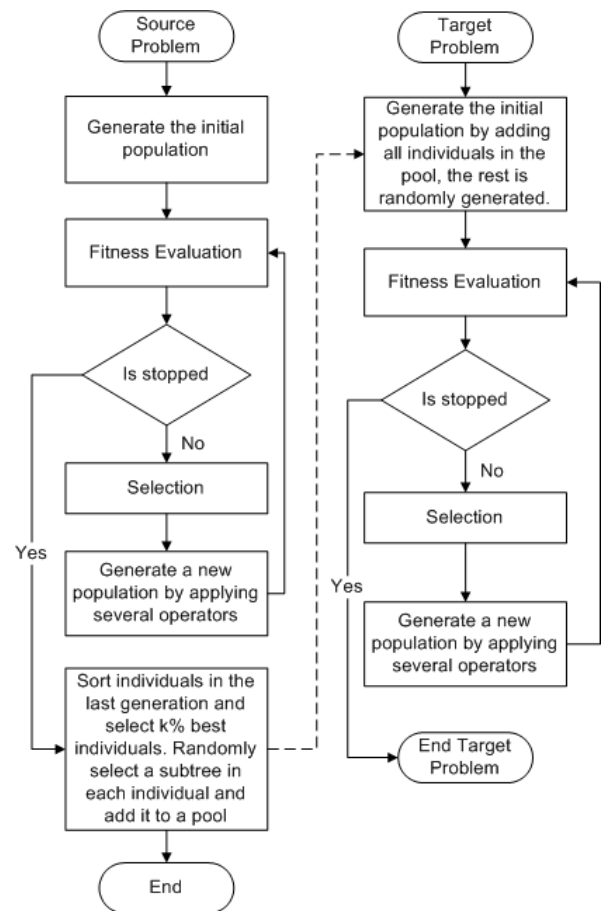 Source
Problem
Generate the initial
population
Fitness Evaluation
Is stopped
No
Selection
Yes
Generate a new
population by applying
several operators
Sort individuals in the
last generation and
select k% best
individuals. Randomly
select a subtree in
each individual and
add it to a pool
End
Target
Problem
Generate the initial
population by adding
all individuals in the
pool, the rest is
randomly generated.
Fitness Evaluation
Is stopped
No
Selection
Yes
Generate a new
population by applying
several operators
End Target
Problem